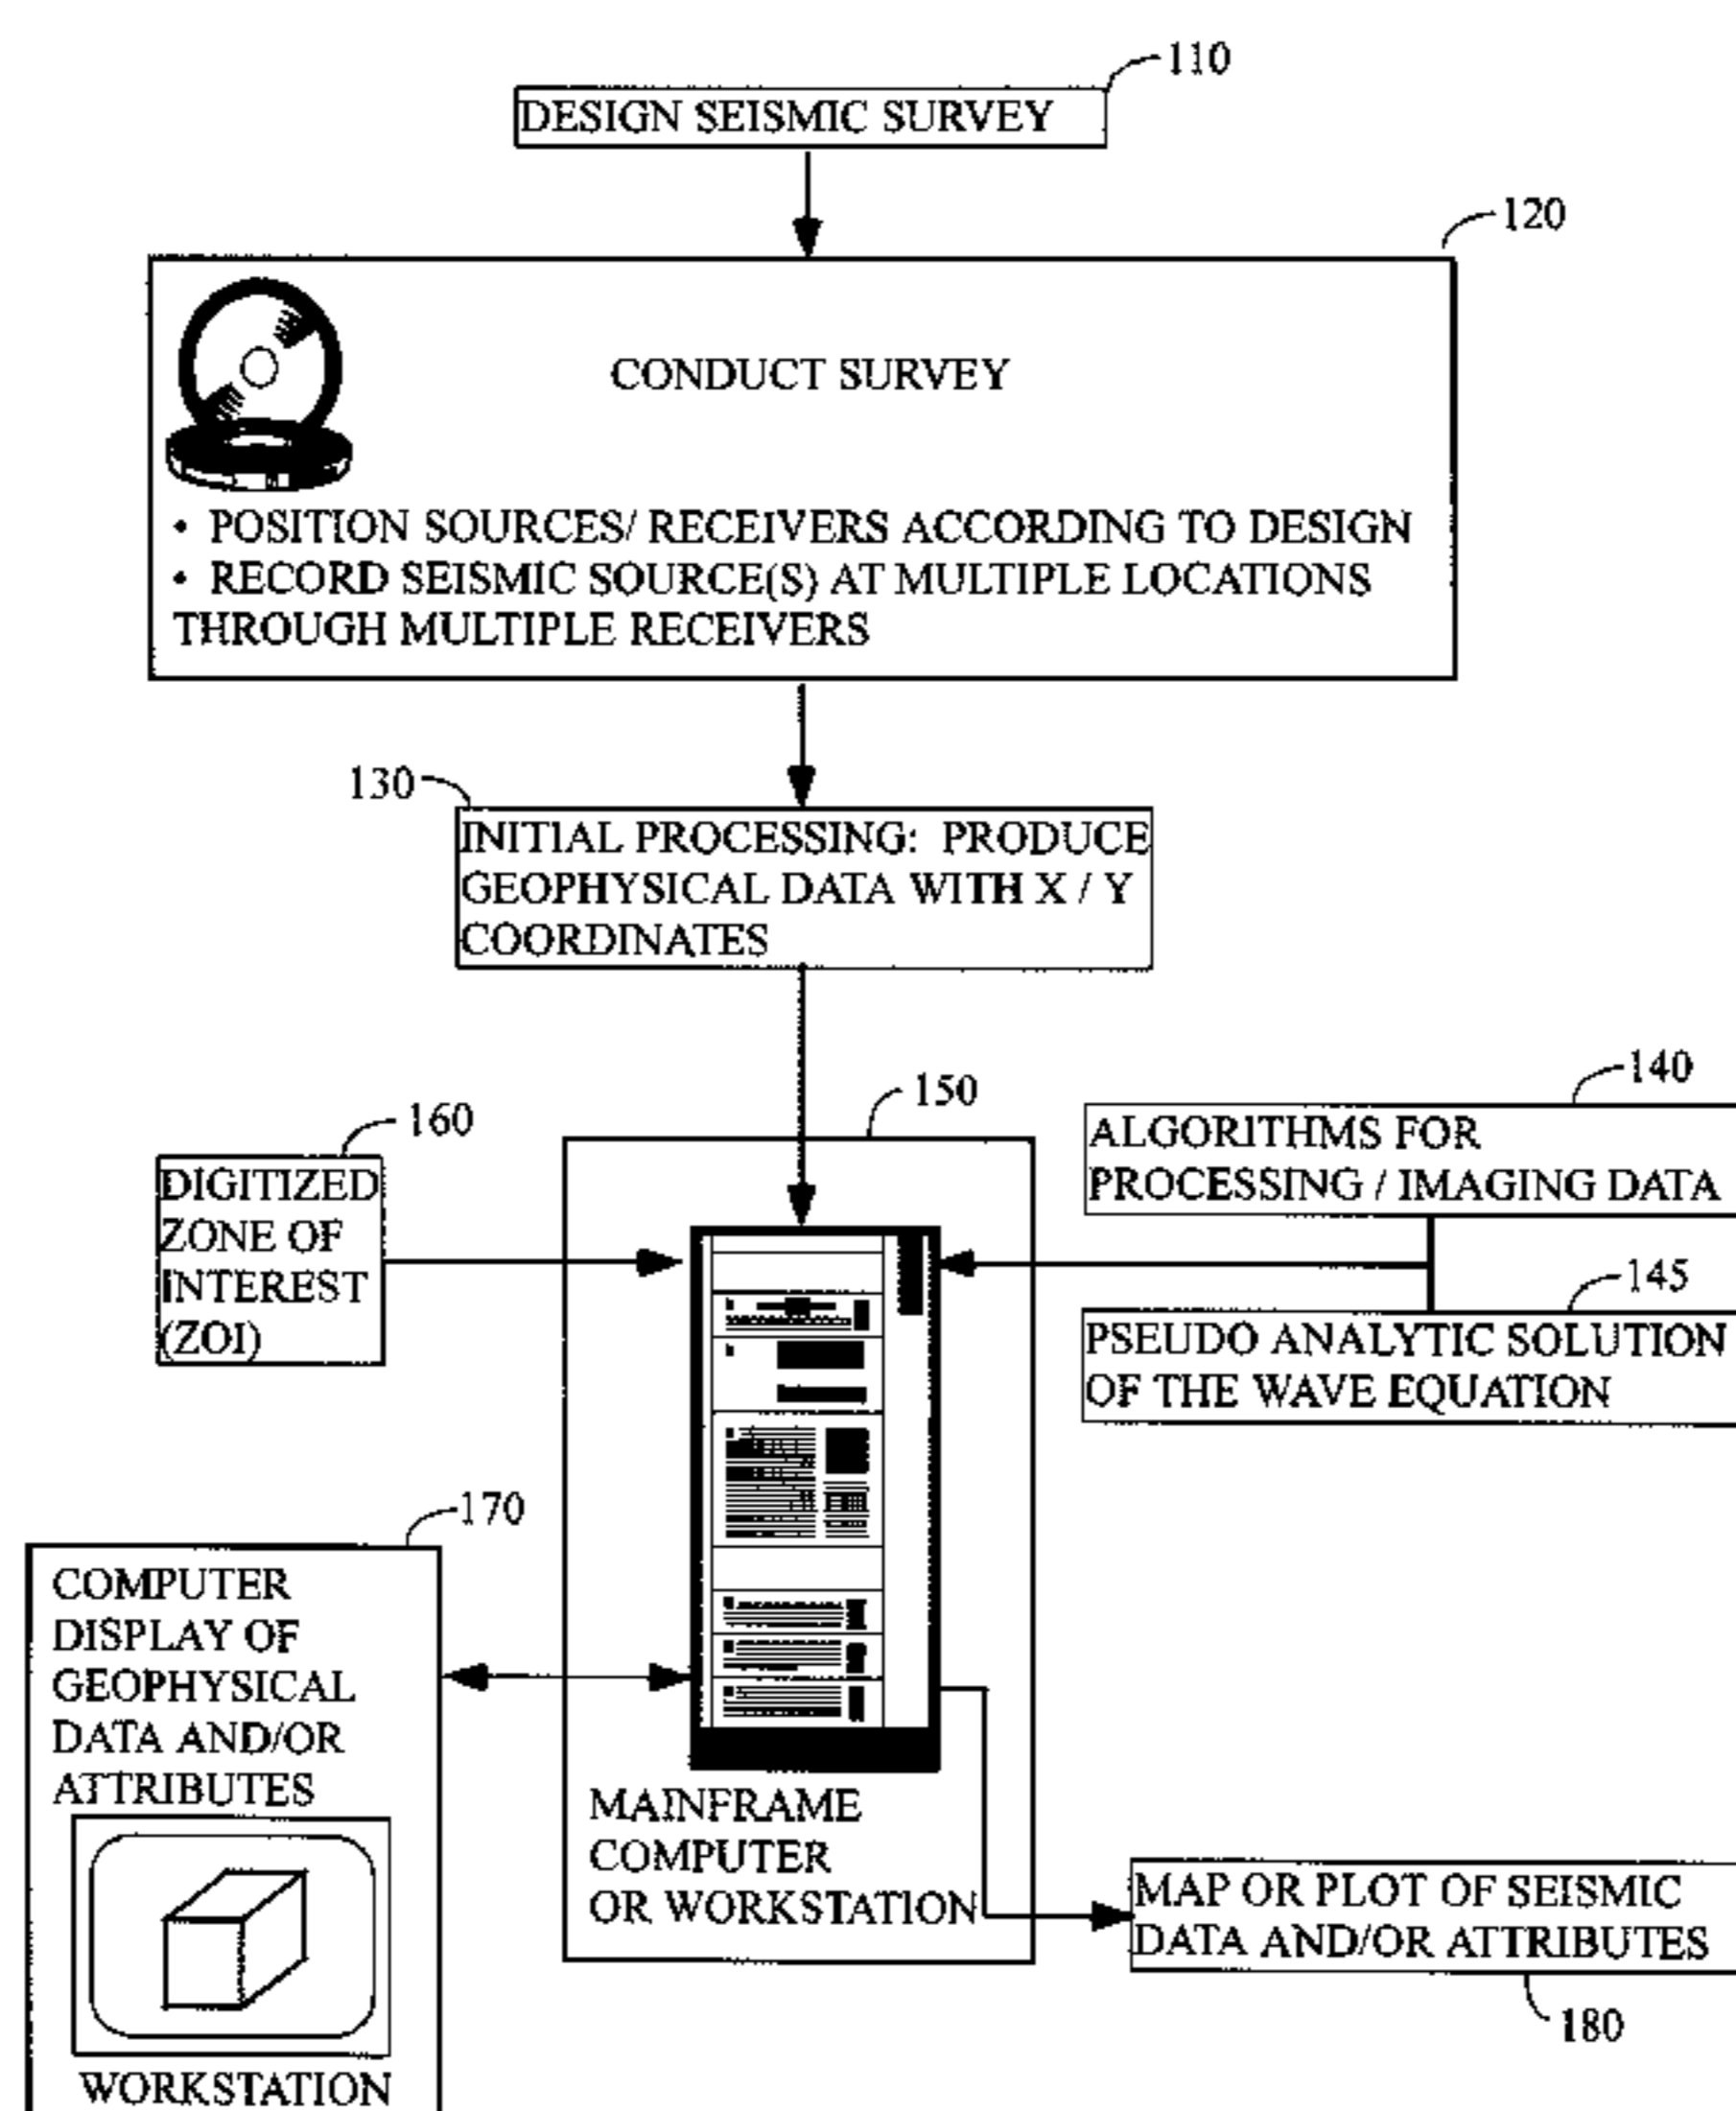 110
DESIGN SEISMIC SURVEY
120
CONDUCT SURVEY
• POSITION SOURCES/ RECEIVERS ACCORDING TO DESIGN
• RECORD SEISMIC SOURCE(S) AT MULTIPLE LOCATIONS
THROUGH MULTIPLE RECEIVERS
130
INITIAL PROCESSING: PRODUCE
GEOPHYSICAL DATA WITH X / Y
COORDINATES
140
ALGORITHMS FOR
PROCESSING / IMAGING DATA
145
PSEUDO ANALYTIC SOLUTION
OF THE WAVE EQUATION
150
160
DIGITIZED
ZONE OF
INTEREST
(ZOI)
170
COMPUTER
DISPLAY OF
GEOPHYSICAL
DATA AND/OR
ATTRIBUTES
WORKSTATION
MAINFRAME
COMPUTER
OR WORKSTATION
MAP OR PLOT OF SEISMIC
DATA AND/OR ATTRIBUTES
180